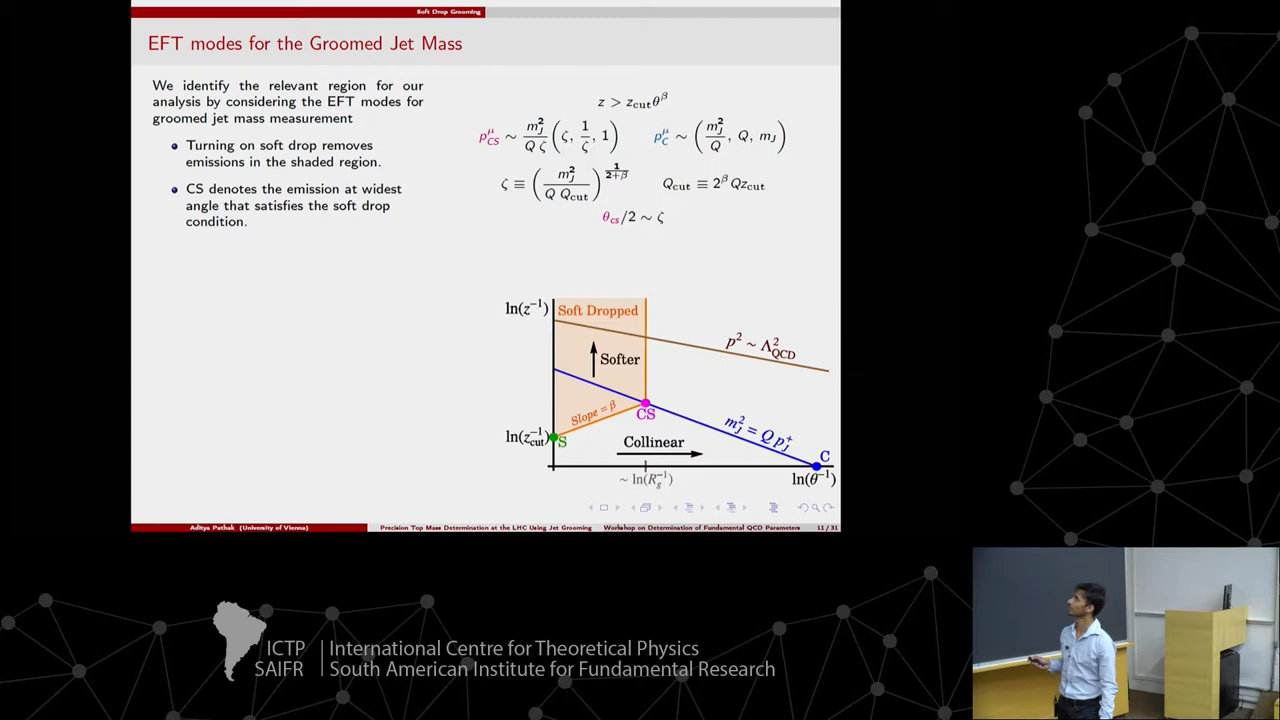 Soft Drop Grooming
EFT modes for the Groomed Jet Mass
We identify the relevant region for our
analysis by considering the EFT modes for
groomed jet mass measurement
Turning on soft drop removes
emissions in the shaded region.
CS denotes the emission at widest
angle that satisfies the soft drop
condition.
z > z_cut θ^β
p_CS^μ ~ m_J^2/(Q ζ) (ζ, 1/ζ, 1)   p_C^μ ~ (m_J^2/Q, Q, m_J)
ζ ≡ (m_J^2/(Q Q_cut))^(1/(2+β))   Q_cut ≡ 2^β Q z_cut
θ_cs/2 ~ ζ
ln(z^-1)
Soft Dropped
p^2 ~ Λ_QCD^2
Softer
Slope = β
CS
m_J^2 = Q p_J^+
ln(z_cut^-1)
S
Collinear
C
~ ln(R_g^-1)
ln(θ^-1)
Aditya Pathak (University of Vienna)
Precision Top Mass Determination at the LHC Using Jet Grooming
Workshop on Determination of Fundamental QCD Parameters
11 / 31
ICTP
SAIFR
International Centre for Theoretical Physics
South American Institute for Fundamental Research